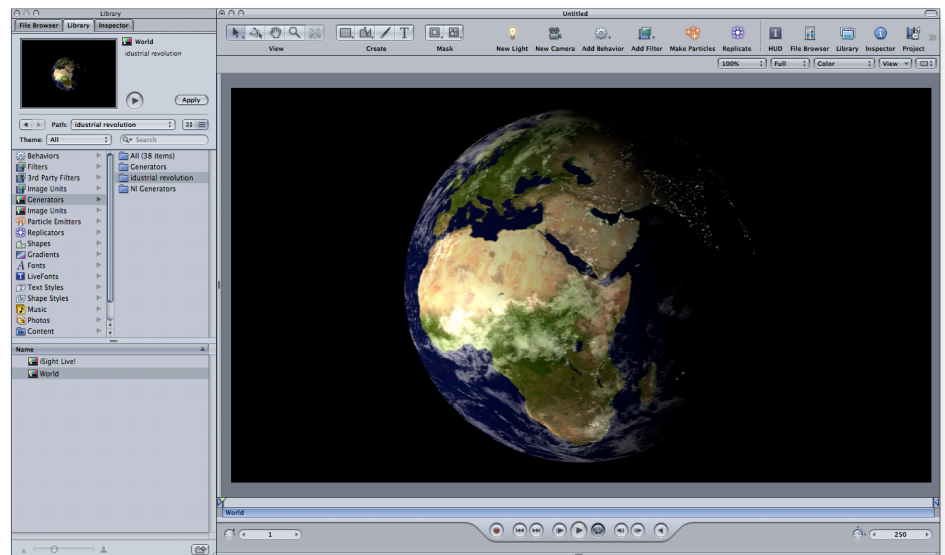 Library
File Browser Library Inspector
World
idustrial revolution
Apply
Path: idustrial revolution
Theme: All
Search
Behaviors
Filters
3rd Party Filters
Image Units
Generators
Image Units
Particle Emitters
Replicators
Shapes
Gradients
Fonts
LiveFonts
Text Styles
Shape Styles
Music
Photos
Content
All (38 items)
Generators
idustrial revolution
NI Generators
Name
iSight Live!
World
Untitled
T
View Create Mask New Light New Camera Add Behavior Add Filter Make Particles Replicate HUD File Browser Library Inspector Project
100% Full Color View
World
1
250